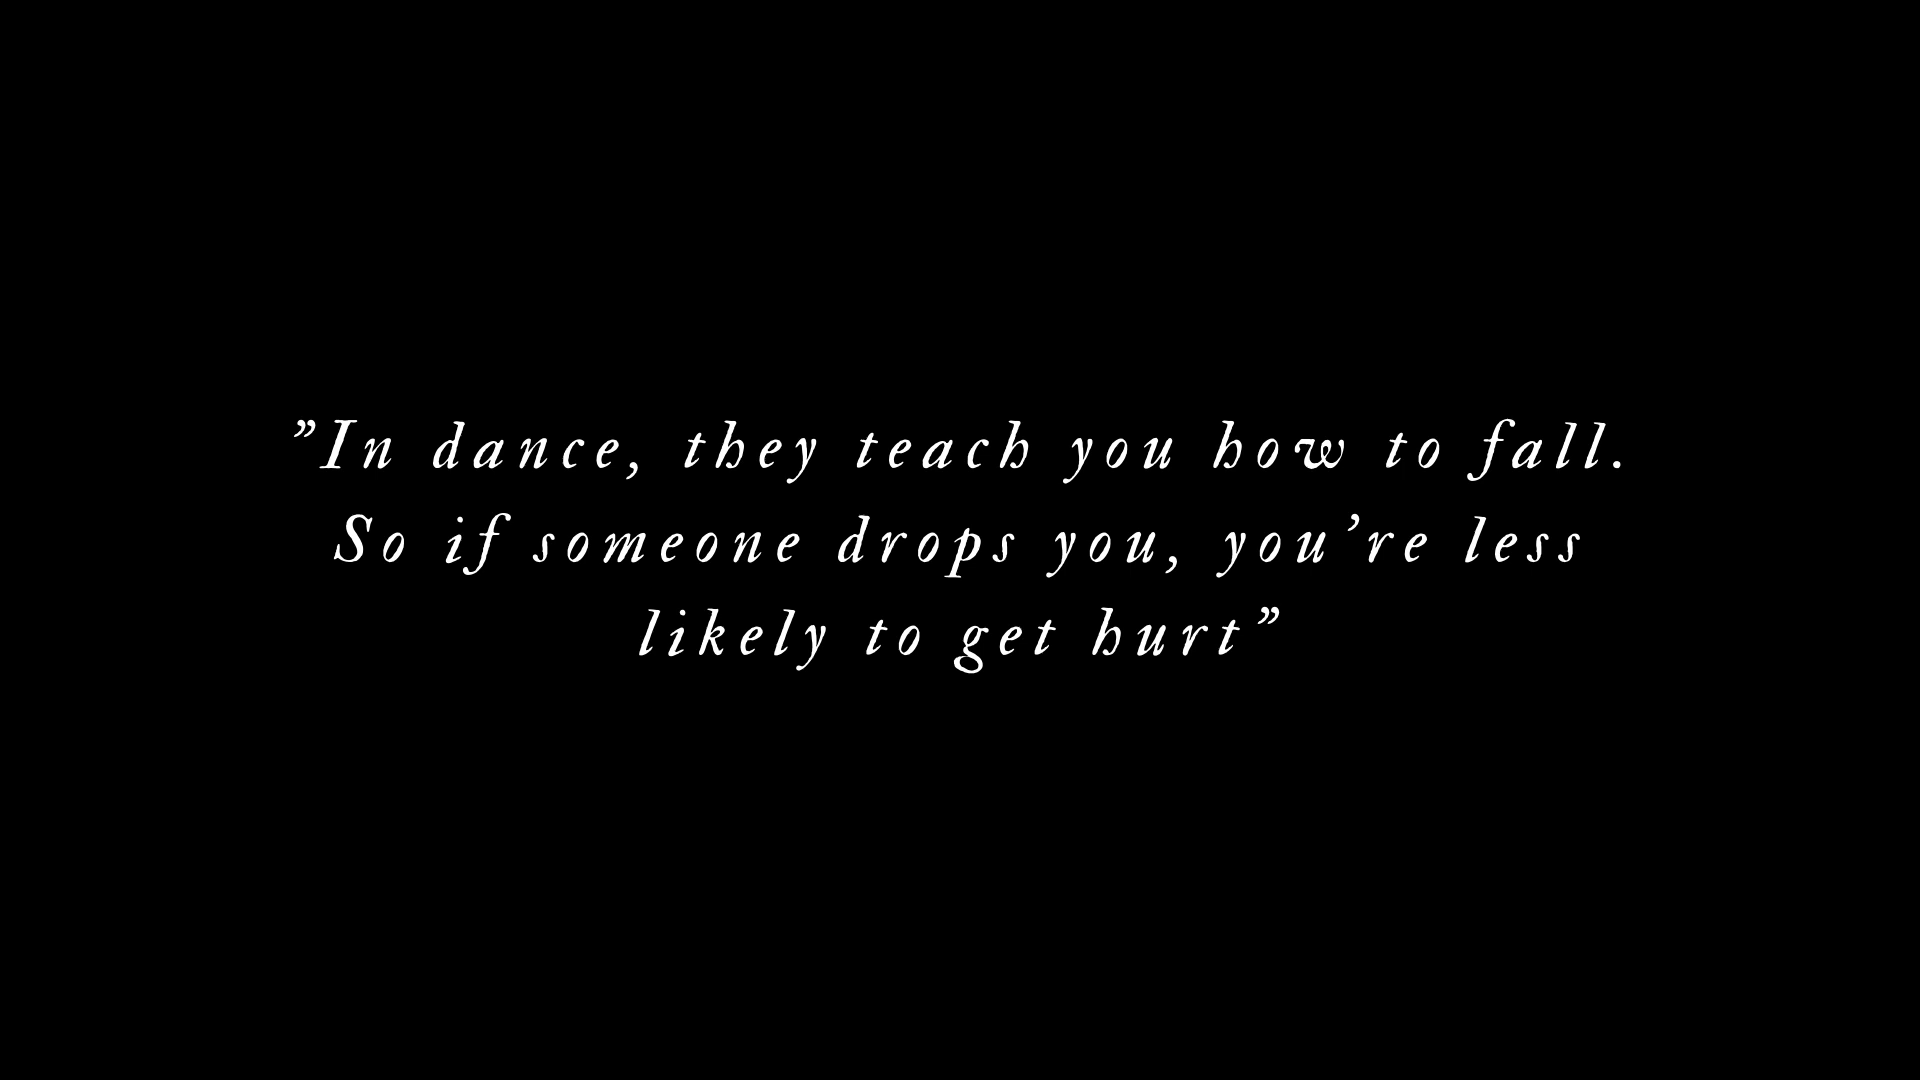 ”In dance, they teach you how to fall.
So if someone drops you, you’re less
likely to get hurt”